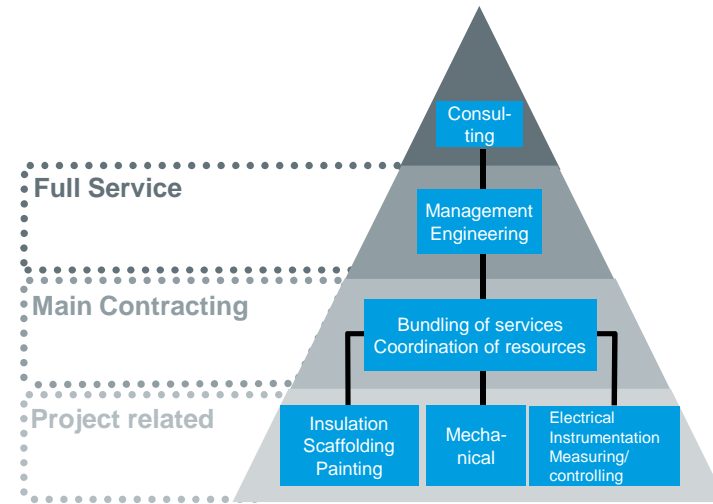 Consul-
ting
Full Service
Management
Engineering
Main Contracting
Bundling of services
Coordination of resources
Project related
Insulation
Scaffolding
Painting
Mecha-
nical
Electrical
Instrumentation
Measuring/
controlling